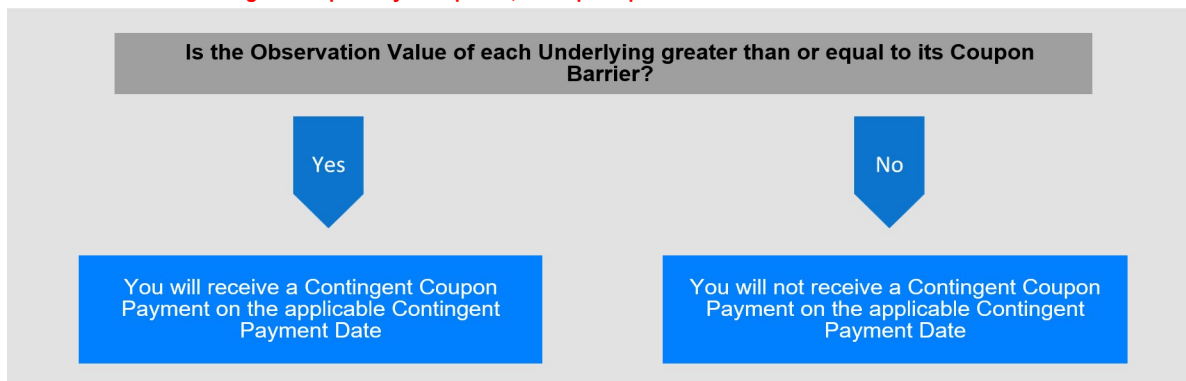 Is the Observation Value of each Underlying greater than or equal to its Coupon
Barrier?
Yes
No
You will receive a Contingent Coupon
Payment on the applicable Contingent
Payment Date
You will not receive a Contingent Coupon
Payment on the applicable Contingent
Payment Date